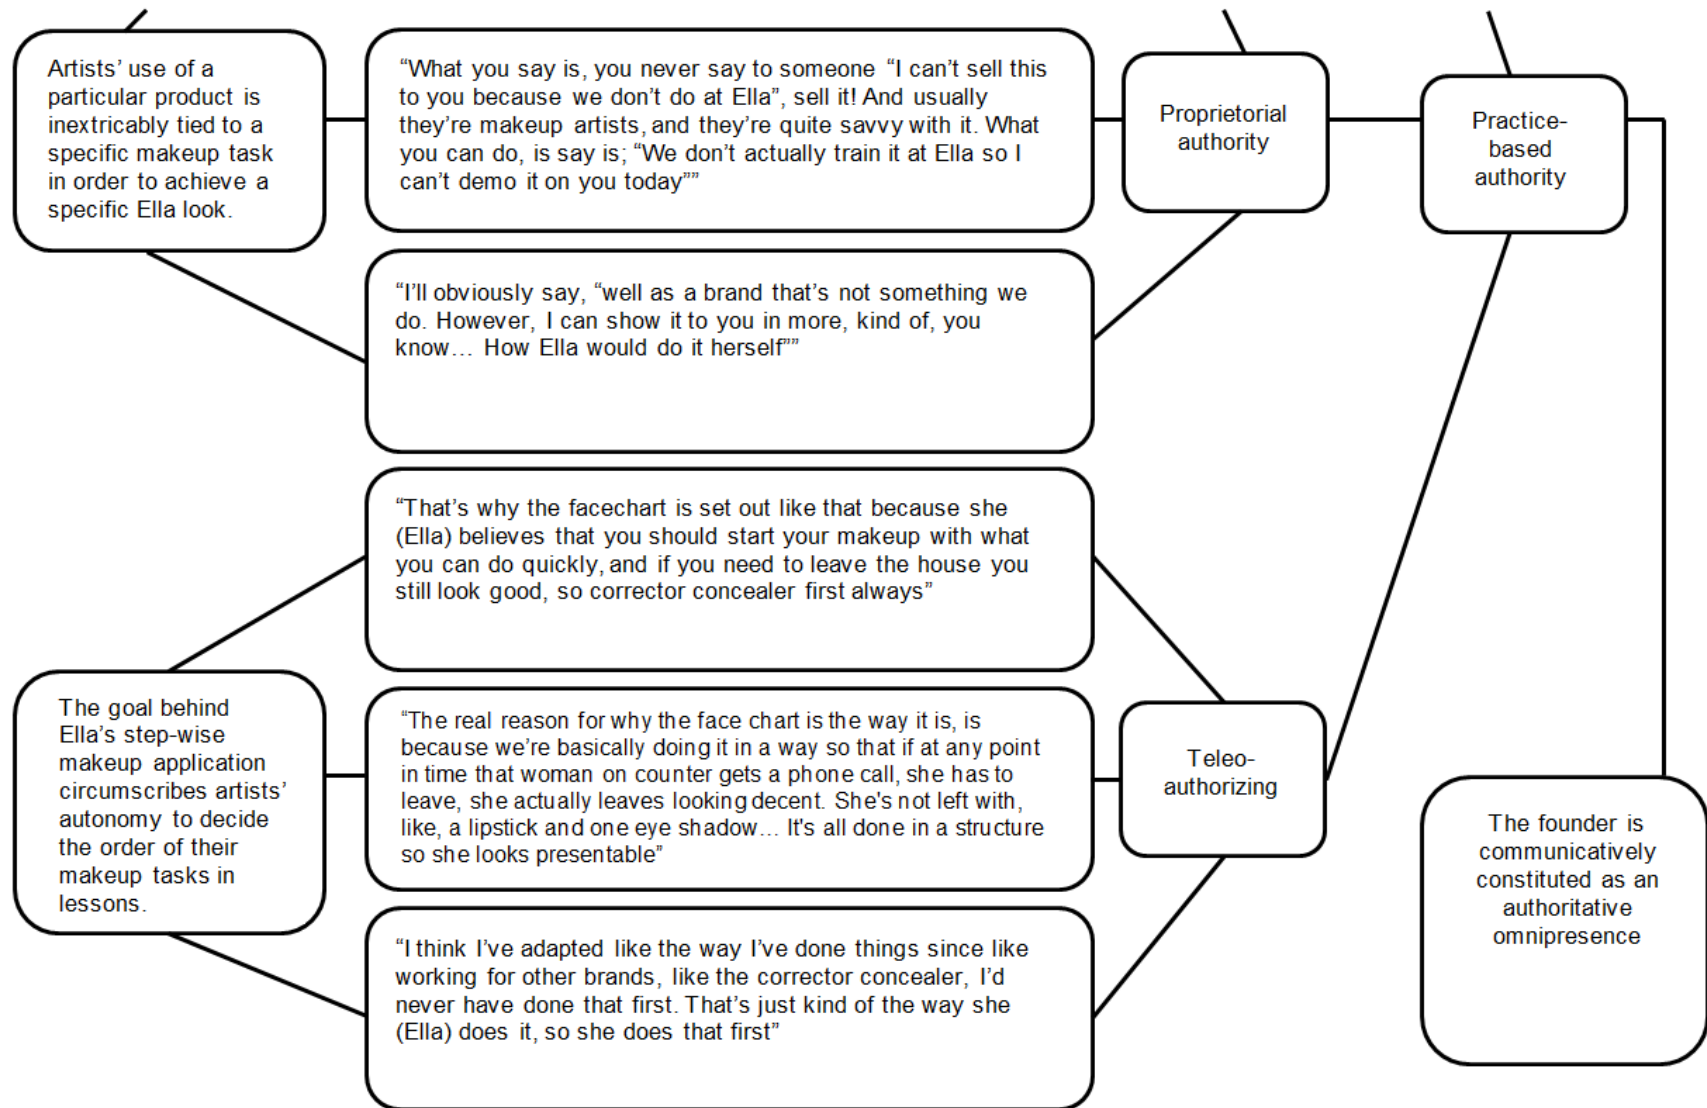 Artists’ use of a
particular product is
inextricably tied to a
specific makeup task
in order to achieve a
specific Ella look.
“What you say is, you never say to someone “I can’t sell this
to you because we don’t do at Ella”, sell it! And usually
they’re makeup artists, and they’re quite savvy with it. What
you can do, is say is; “We don’t actually train it at Ella so I
can’t demo it on you today””
Proprietorial
authority
Practice-
based
authority
“I’ll obviously say, “well as a brand that’s not something we
do. However, I can show it to you in more, kind of, you
know… How Ella would do it herself””
“That’s why the facechart is set out like that because she
(Ella) believes that you should start your makeup with what
you can do quickly, and if you need to leave the house you
still look good, so corrector concealer first always”
The goal behind
Ella’s step-wise
makeup application
circumscribes artists’
autonomy to decide
the order of their
makeup tasks in
lessons.
“The real reason for why the face chart is the way it is, is
because we’re basically doing it in a way so that if at any point
in time that woman on counter gets a phone call, she has to
leave, she actually leaves looking decent. She's not left with,
like, a lipstick and one eye shadow… It's all done in a structure
so she looks presentable”
Teleo-
authorizing
The founder is
communicatively
constituted as an
authoritative
omnipresence
“I think I’ve adapted like the way I’ve done things since like
working for other brands, like the corrector concealer, I’d
never have done that first. That’s just kind of the way she
(Ella) does it, so she does that first”